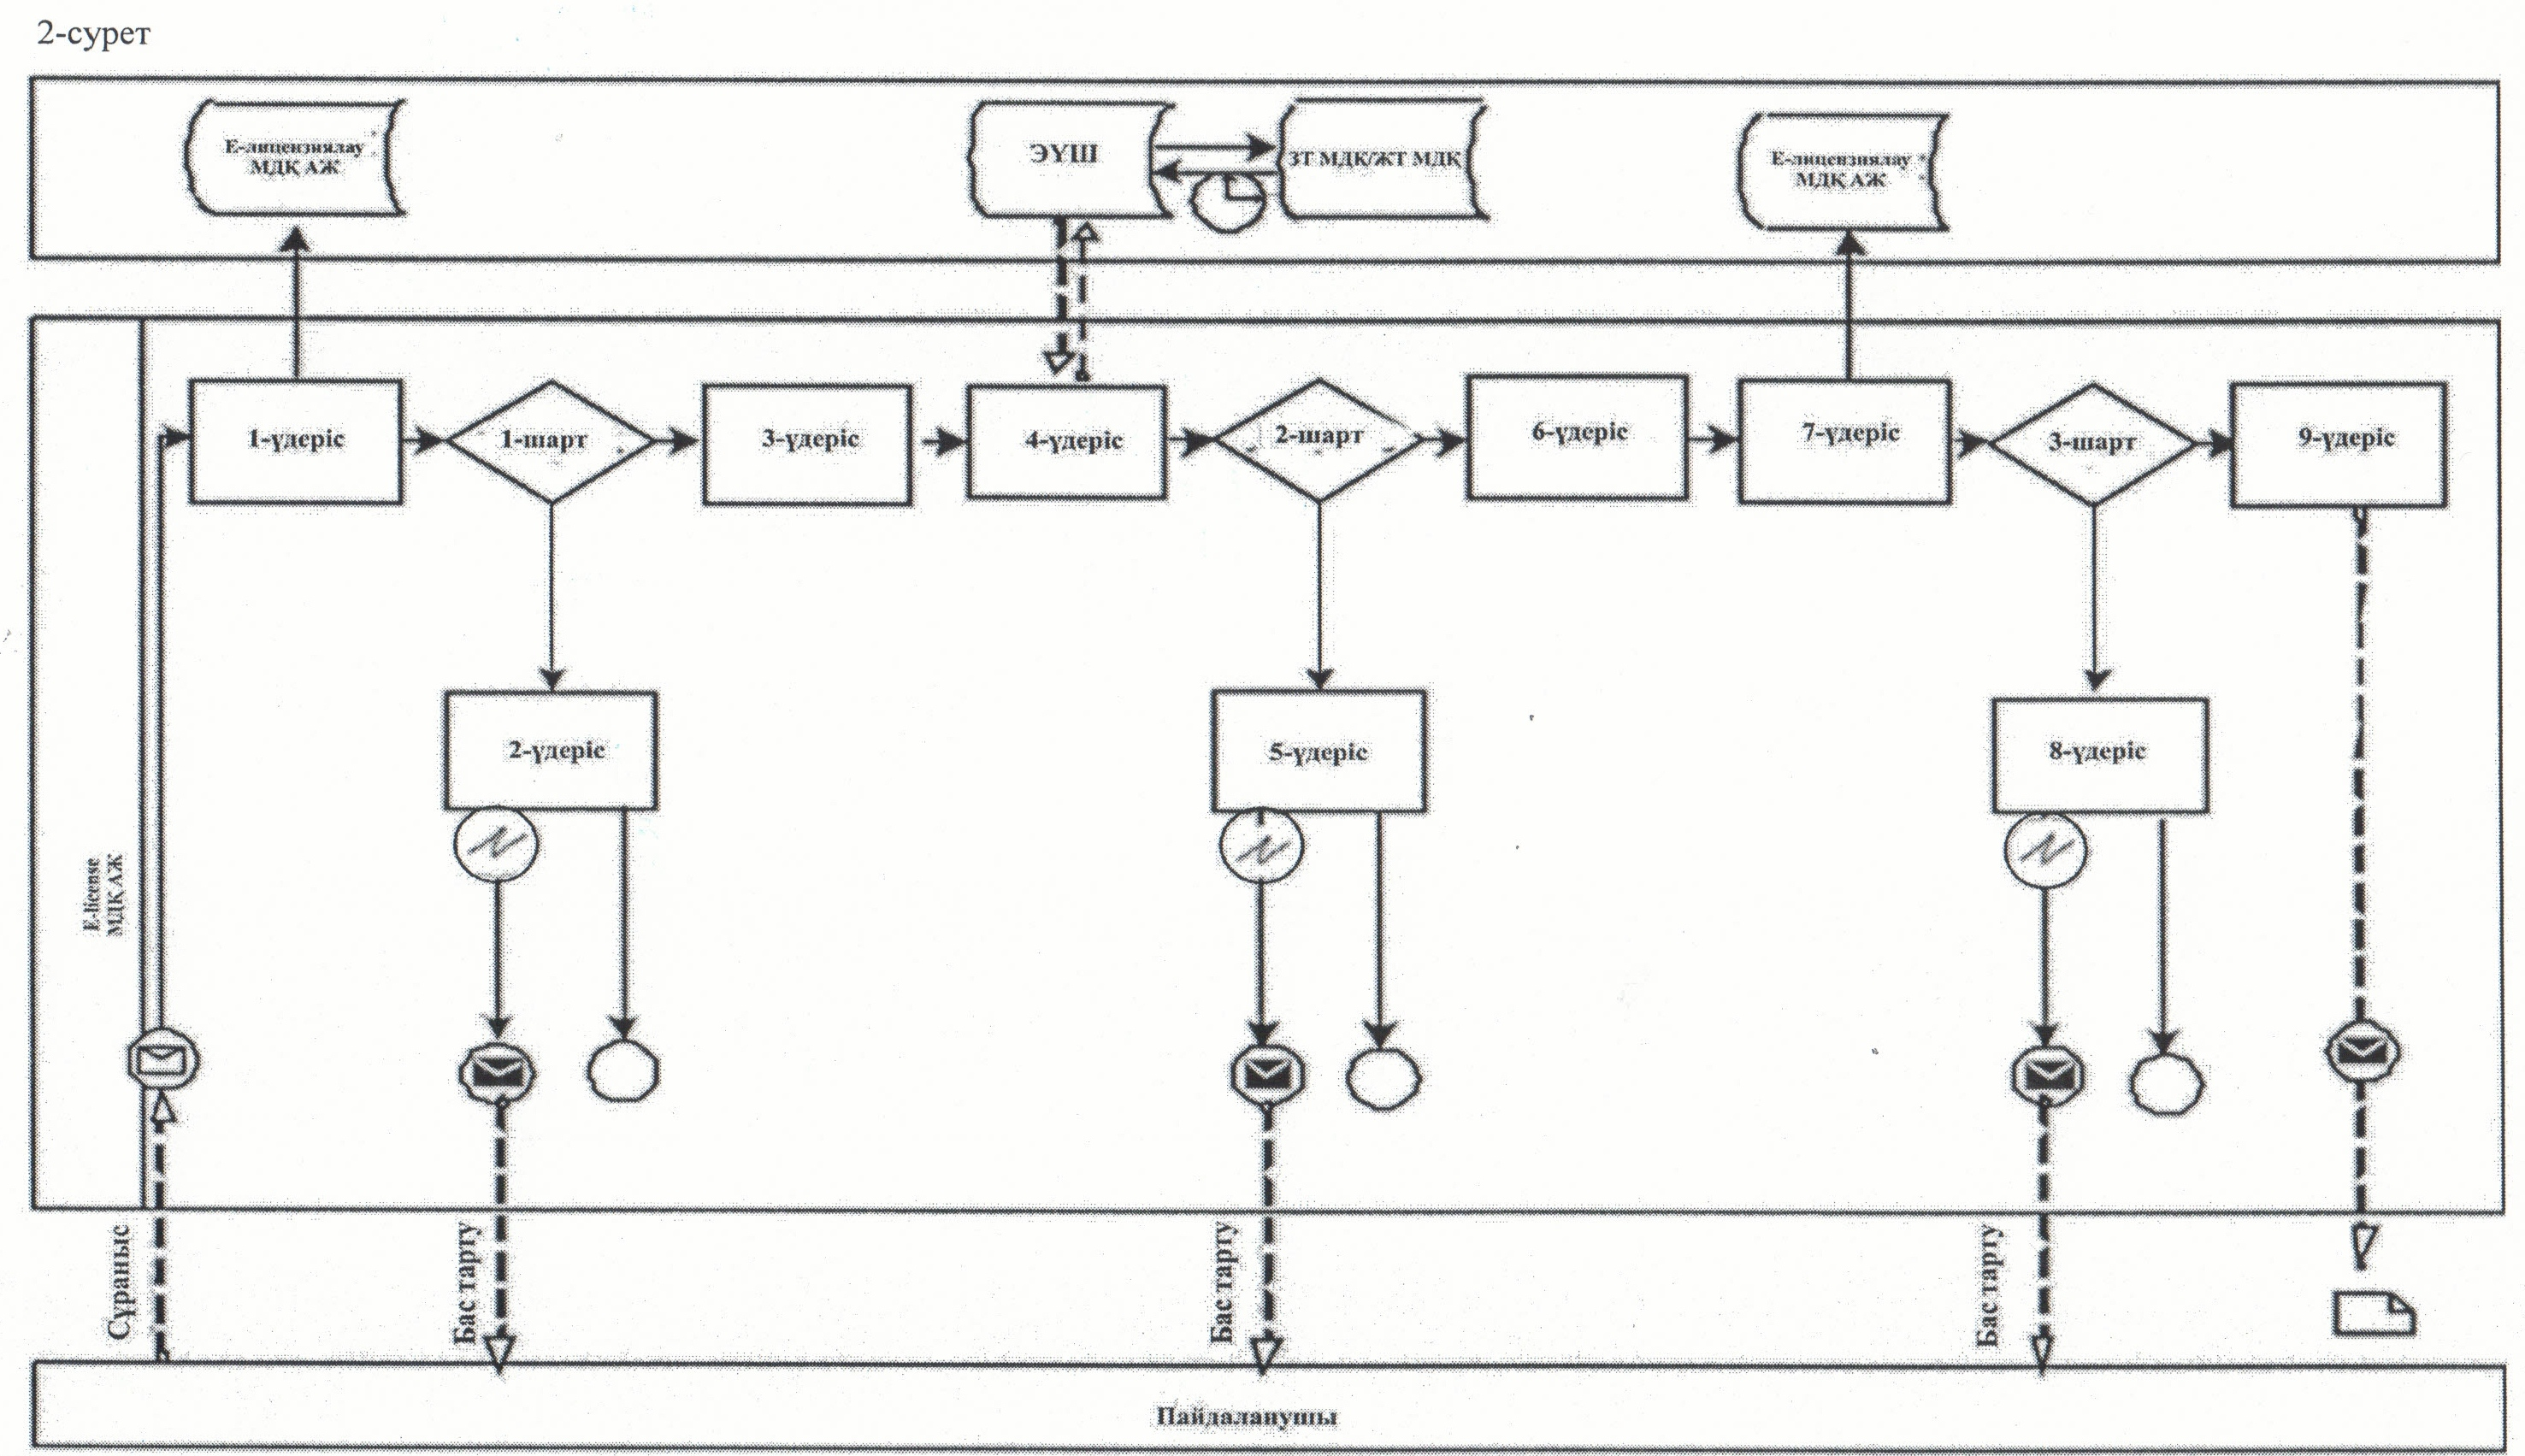 2-сурет
Е-лицензиялау
МДҚ АЖ
ЭҮШ
ЗТ МДҚ/ЖТ МДҚ
Е-лицензиялау
МДҚ АЖ
1-үдеріс
1-шарт
3-үдеріс
4-үдеріс
2-шарт
6-үдеріс
7-үдеріс
3-шарт
9-үдеріс
2-үдеріс
5-үдеріс
8-үдеріс
E-license
МДҚ АЖ
Сұраныс
Бас тарту
Бас тарту
Бас тарту
Пайдаланушы